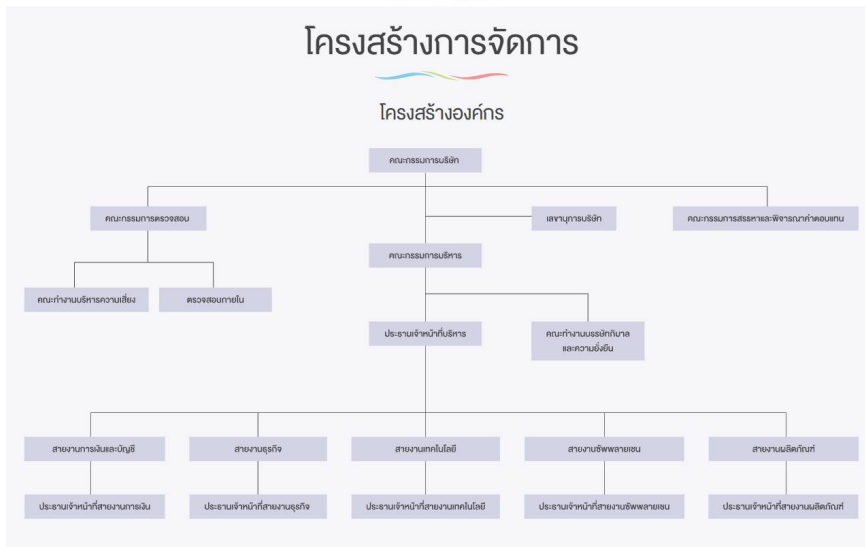 โครงสร้างการจัดการ
โครงสร้างองค์กร
คณะกรรมการบริษัท
คณะกรรมการตรวจสอบ
เลขานุการบริษัท
คณะกรรมการสรรหาและพิจารณาค่าตอบแทน
คณะกรรมการบริหาร
คณะทำงานบริหารความเสี่ยง
ตรวจสอบภายใน
ประธานเจ้าหน้าที่บริหาร
คณะทำงานบรรษัทภิบาล
และความยั่งยืน
สายงานการเงินและบัญชี
สายงานธุรกิจ
สายงานเทคโนโลยี
สายงานซัพพลายเชน
สายงานผลิตภัณฑ์
ประธานเจ้าหน้าที่สายงานการเงิน
ประธานเจ้าหน้าที่สายงานธุรกิจ
ประธานเจ้าหน้าที่สายงานเทคโนโลยี
ประธานเจ้าหน้าที่สายงานซัพพลายเชน
ประธานเจ้าหน้าที่สายงานผลิตภัณฑ์